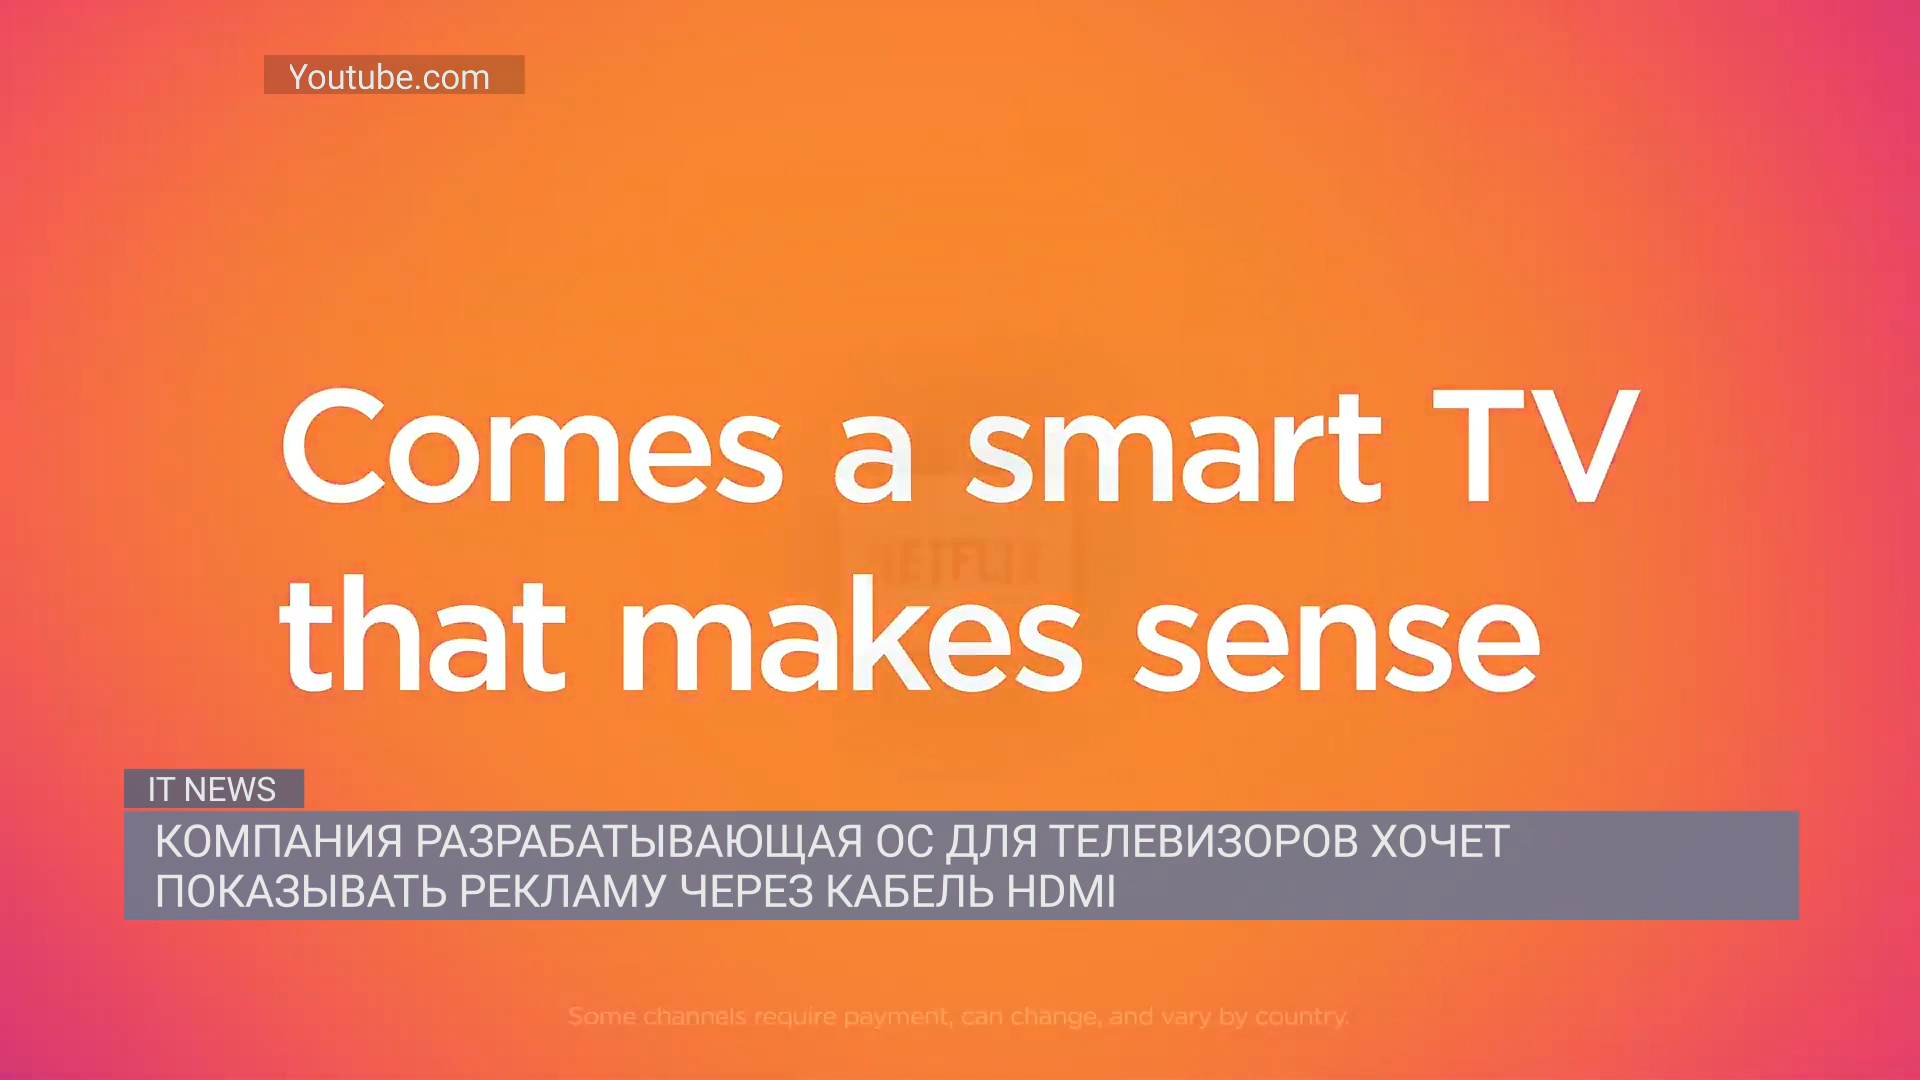 Youtube.com
Comes a smart TV
NETFLIX
that makes sense
IT NEWS
КОМПАНИЯ РАЗРАБАТЫВАЮЩАЯ ОС ДЛЯ ТЕЛЕВИЗОРОВ ХОЧЕТ
ПОКАЗЫВАТЬ РЕКЛАМУ ЧЕРЕЗ КАБЕЛЬ HDMI
Some channels require payment, can change, and vary by country.